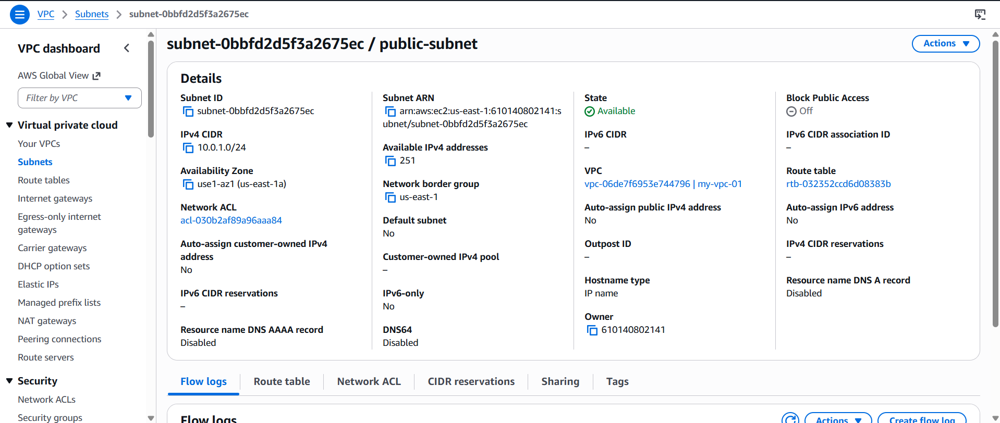 VPC > Subnets > subnet-0bbfd2d5f3a2675ec
VPC dashboard
AWS Global View
Filter by VPC
Virtual private cloud
Your VPCs
Subnets
Route tables
Internet gateways
Egress-only internet
gateways
Carrier gateways
DHCP option sets
Elastic IPs
Managed prefix lists
NAT gateways
Peering connections
Route servers
Security
Network ACLs
Security groups
subnet-0bbfd2d5f3a2675ec / public-subnet
Actions
Details
Subnet ID
subnet-0bbfd2d5f3a2675ec
IPv4 CIDR
10.0.1.0/24
Availability Zone
use1-az1 (us-east-1a)
Network ACL
acl-030b2af89a96aaa84
Auto-assign customer-owned IPv4
address
No
IPv6 CIDR reservations
–
Resource name DNS AAAA record
Disabled
Subnet ARN
arn:aws:ec2:us-east-1:610140802141:s
ubnet/subnet-0bbfd2d5f3a2675ec
Available IPv4 addresses
251
Network border group
us-east-1
Default subnet
No
Customer-owned IPv4 pool
–
IPv6-only
No
DNS64
Disabled
State
Available
IPv6 CIDR
–
VPC
vpc-06de7f6953e744796 | my-vpc-01
Auto-assign public IPv4 address
No
Outpost ID
–
Hostname type
IP name
Owner
610140802141
Block Public Access
Off
IPv6 CIDR association ID
–
Route table
rtb-032352ccd6d08383b
Auto-assign IPv6 address
No
IPv4 CIDR reservations
–
Resource name DNS A record
Disabled
Flow logs
Route table
Network ACL
CIDR reservations
Sharing
Tags
Flow logs
Actions
Create flow log